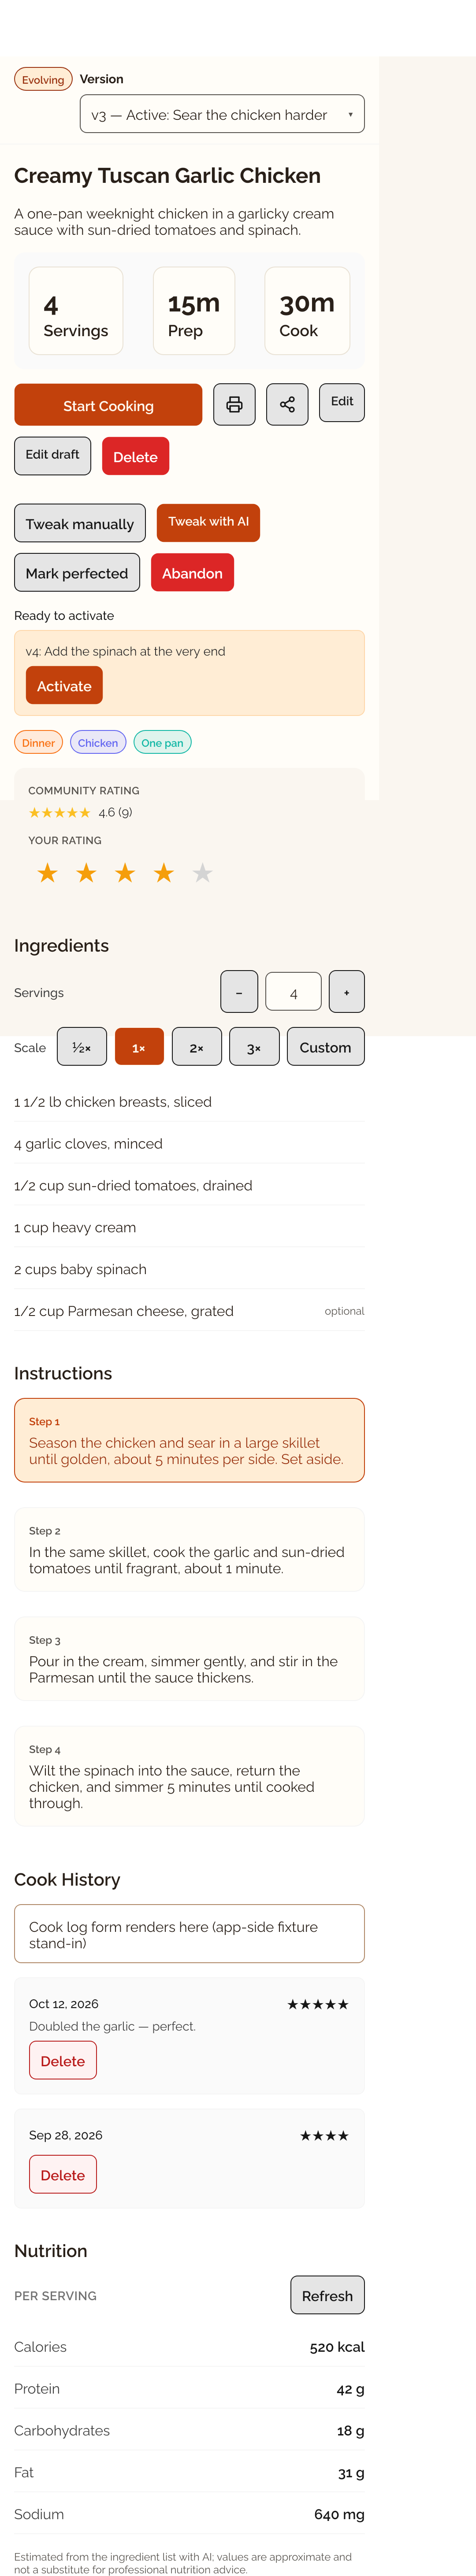 Evolving
Version
v3 — Active: Sear the chicken harder
Creamy Tuscan Garlic Chicken
A one-pan weeknight chicken in a garlicky cream
sauce with sun-dried tomatoes and spinach.
4
Servings
15m
Prep
30m
Cook
Start Cooking
Edit
Edit draft
Delete
Tweak manually
Tweak with AI
Mark perfected
Abandon
Ready to activate
v4: Add the spinach at the very end
Activate
Dinner
Chicken
One pan
COMMUNITY RATING
★★★★★ 4.6 (9)
YOUR RATING
★ ★ ★ ★ ★
Ingredients
Servings
–
4
+
Scale
½×
1×
2×
3×
Custom
1 1/2 lb chicken breasts, sliced
4 garlic cloves, minced
1/2 cup sun-dried tomatoes, drained
1 cup heavy cream
2 cups baby spinach
1/2 cup Parmesan cheese, grated optional
Instructions
Step 1
Season the chicken and sear in a large skillet
until golden, about 5 minutes per side. Set aside.
Step 2
In the same skillet, cook the garlic and sun-dried
tomatoes until fragrant, about 1 minute.
Step 3
Pour in the cream, simmer gently, and stir in the
Parmesan until the sauce thickens.
Step 4
Wilt the spinach into the sauce, return the
chicken, and simmer 5 minutes until cooked
through.
Cook History
Cook log form renders here (app-side fixture
stand-in)
Oct 12, 2026 ★★★★★
Doubled the garlic — perfect.
Delete
Sep 28, 2026 ★★★★
Delete
Nutrition
PER SERVING
Refresh
Calories 520 kcal
Protein 42 g
Carbohydrates 18 g
Fat 31 g
Sodium 640 mg
Estimated from the ingredient list with AI; values are approximate and
not a substitute for professional nutrition advice.